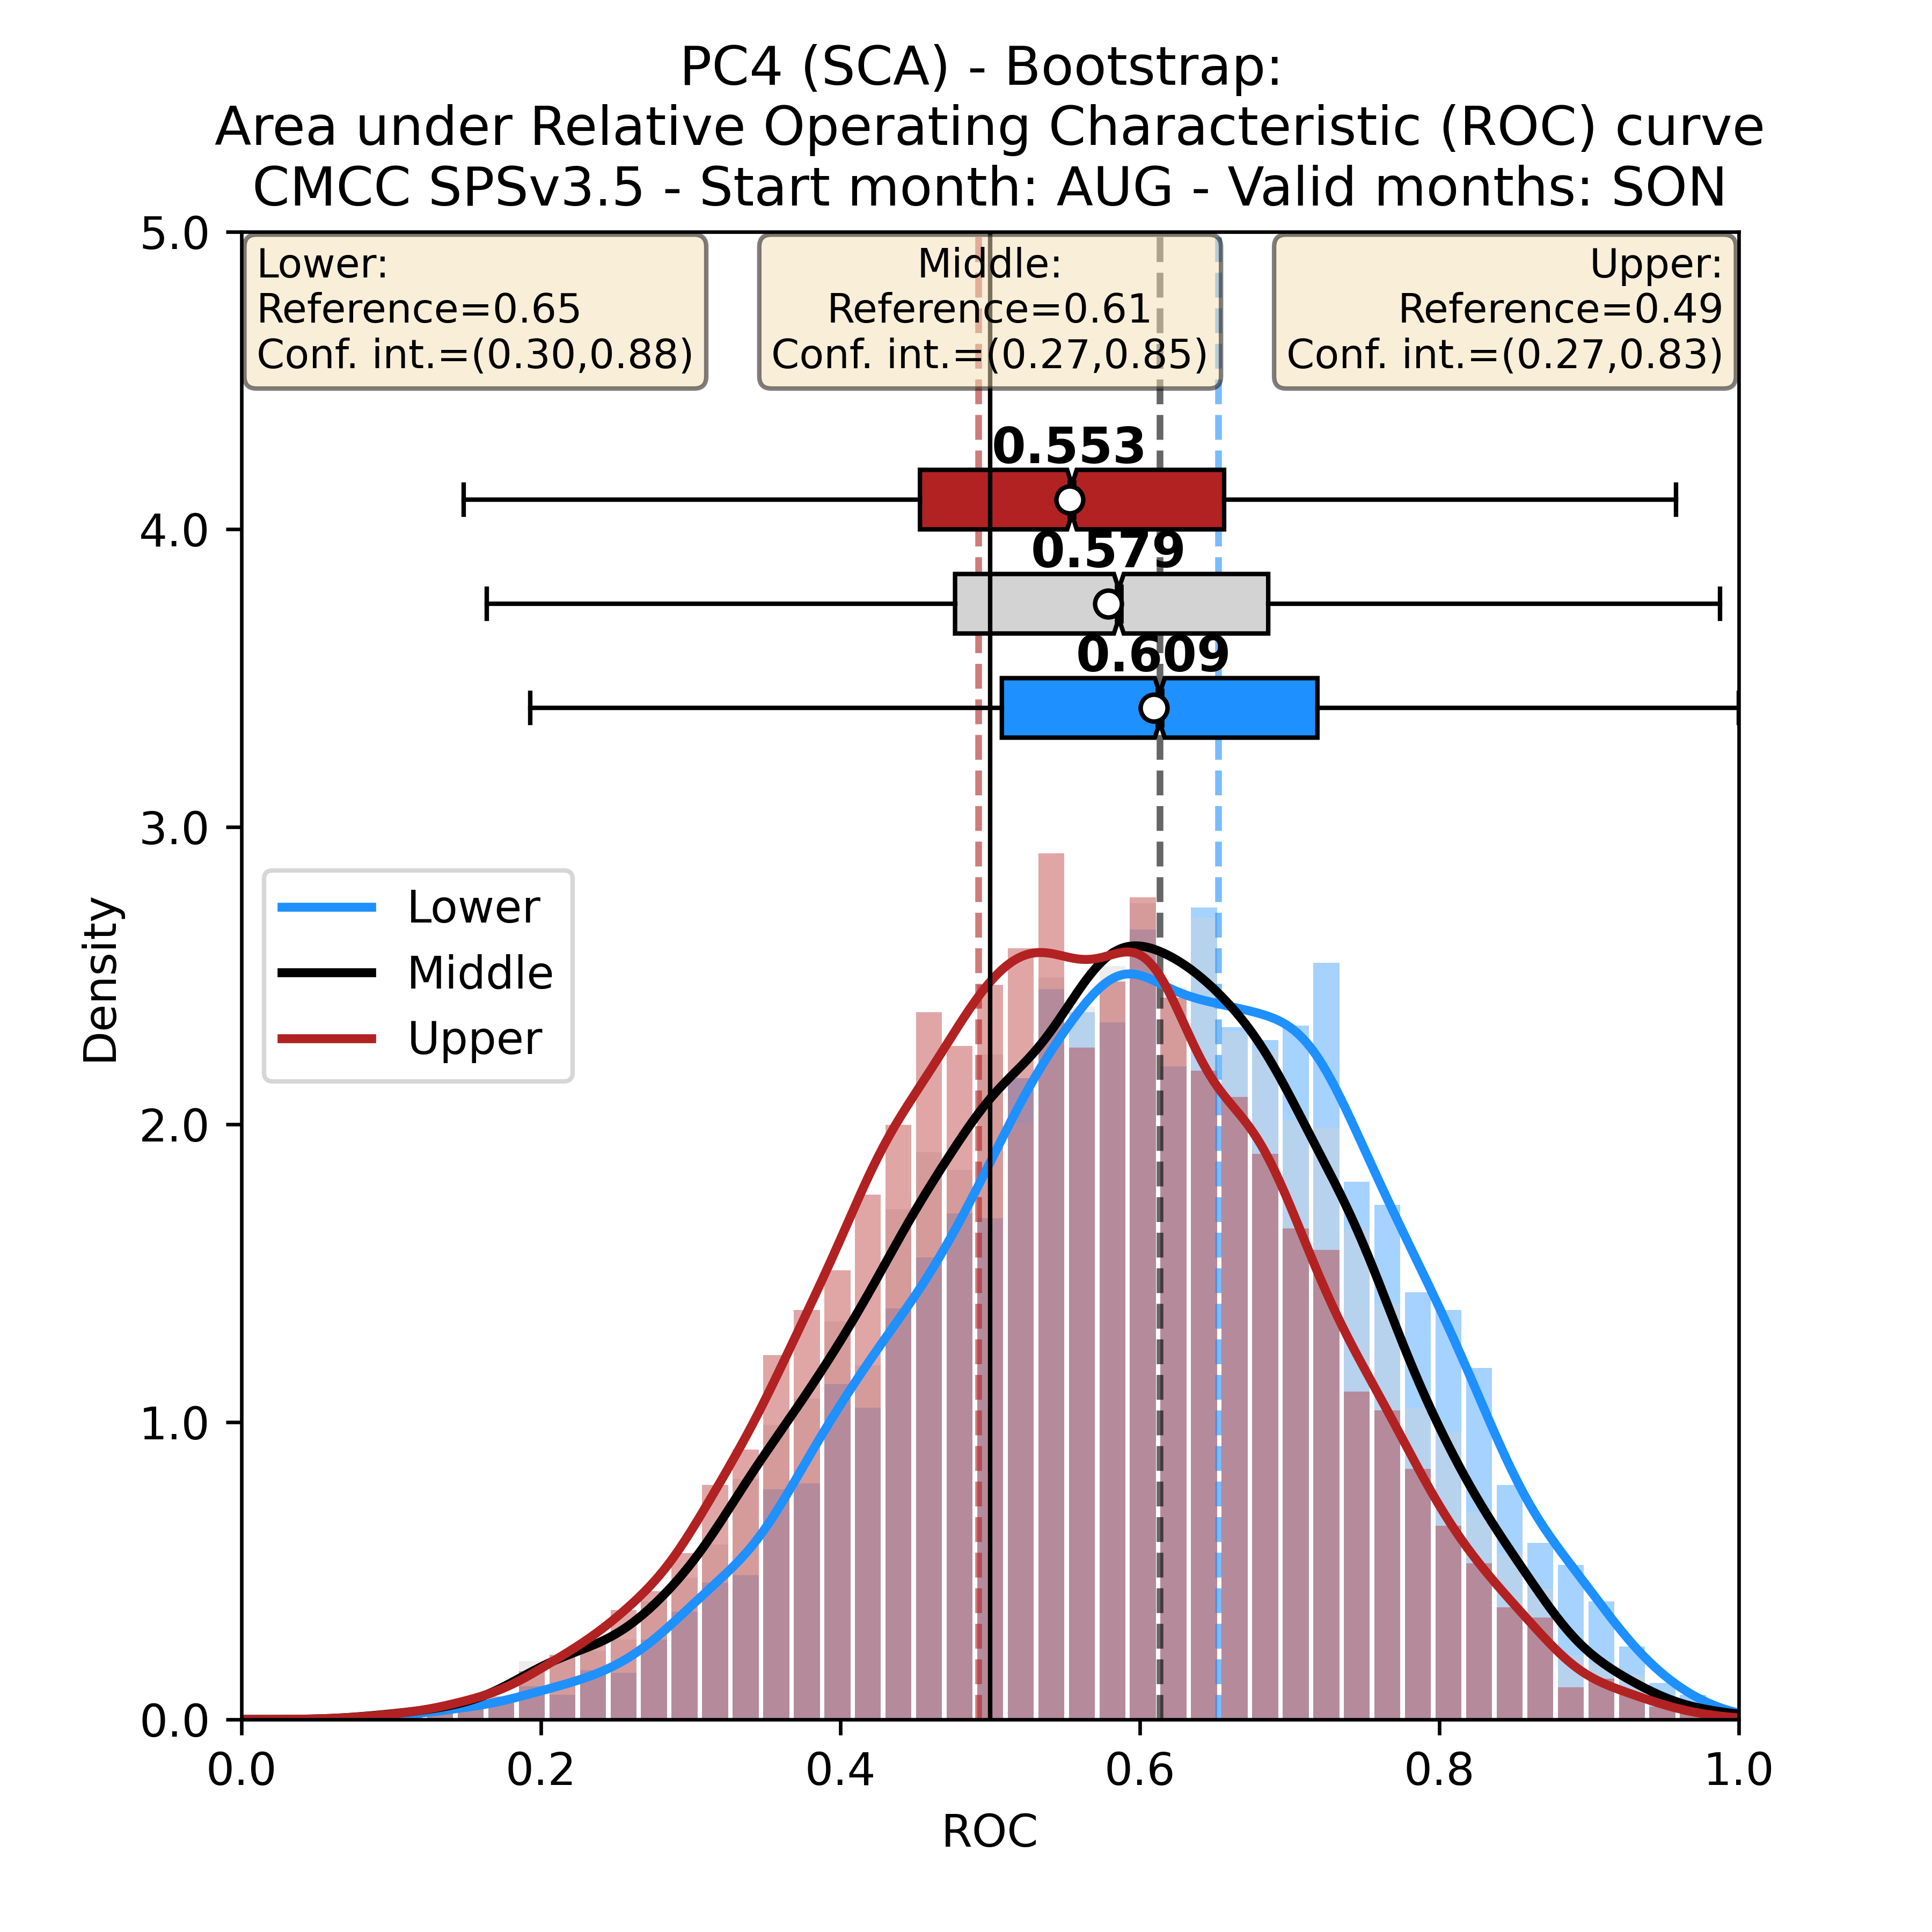 PC4 (SCA) - Bootstrap:
Area under Relative Operating Characteristic (ROC) curve
CMCC SPSv3.5 - Start month: AUG - Valid months: SON
Lower:
Reference=0.65
Conf. int.=(0.30,0.88)
Middle:
Reference=0.61
Conf. int.=(0.27,0.85)
Upper:
Reference=0.49
Conf. int.=(0.27,0.83)
0.553
0.579
0.609
Lower
Middle
Upper
Density
5.0
4.0
3.0
2.0
1.0
0.0
0.0 0.2 0.4 0.6 0.8 1.0
ROC